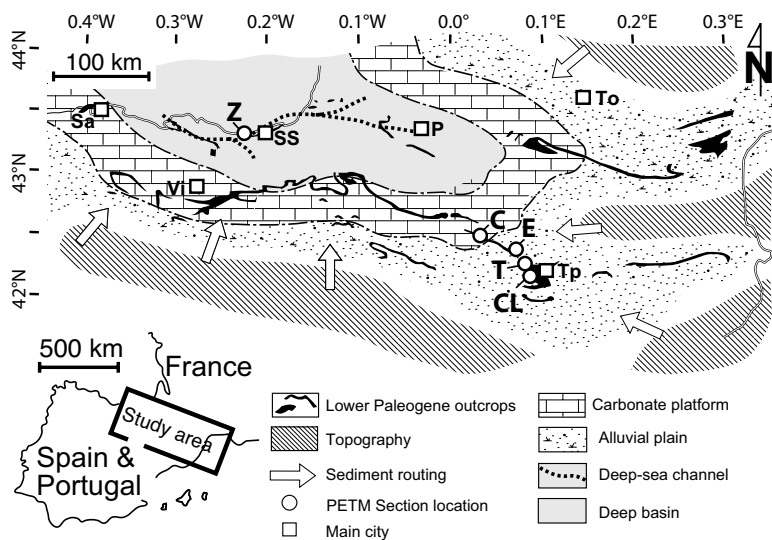 0.4°W 0.3°W 0.2°W 0.1°W 0.0° 0.1°E 0.2°E 0.3°E
44°N
100 km
N
To
Z
Sa
SS
P
43°N
Vi
C
E
T
Tp
42°N
CL
500 km
France
Study area
Spain &
Portugal
Lower Paleogene outcrops
Topography
Sediment routing
PETM Section location
Main city
Carbonate platform
Alluvial plain
Deep-sea channel
Deep basin